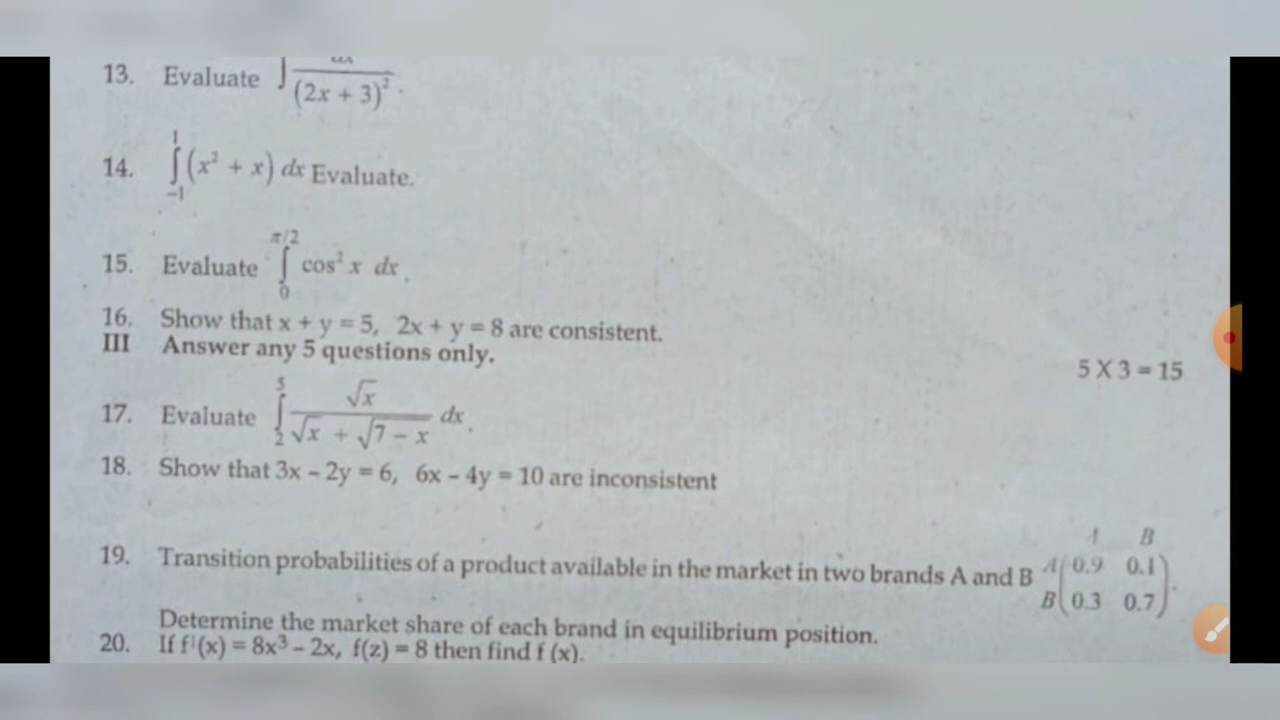 13. Evaluate ∫ dx / (2x + 3)² .
14. ∫₋₁¹ (x² + x) dx Evaluate.
15. Evaluate ∫₀^π/2 cos² x dx .
16. Show that x + y = 5, 2x + y = 8 are consistent.
III Answer any 5 questions only.
5 X 3 = 15
17. Evaluate ∫₂⁵ √x / (√x + √(7 – x)) dx .
18. Show that 3x – 2y = 6, 6x – 4y = 10 are inconsistent
A B
19. Transition probabilities of a product available in the market in two brands A and B A (0.9 0.1
B 0.3 0.7) .
Determine the market share of each brand in equilibrium position.
20. If f'(x) = 8x³ – 2x, f(z) = 8 then find f (x).